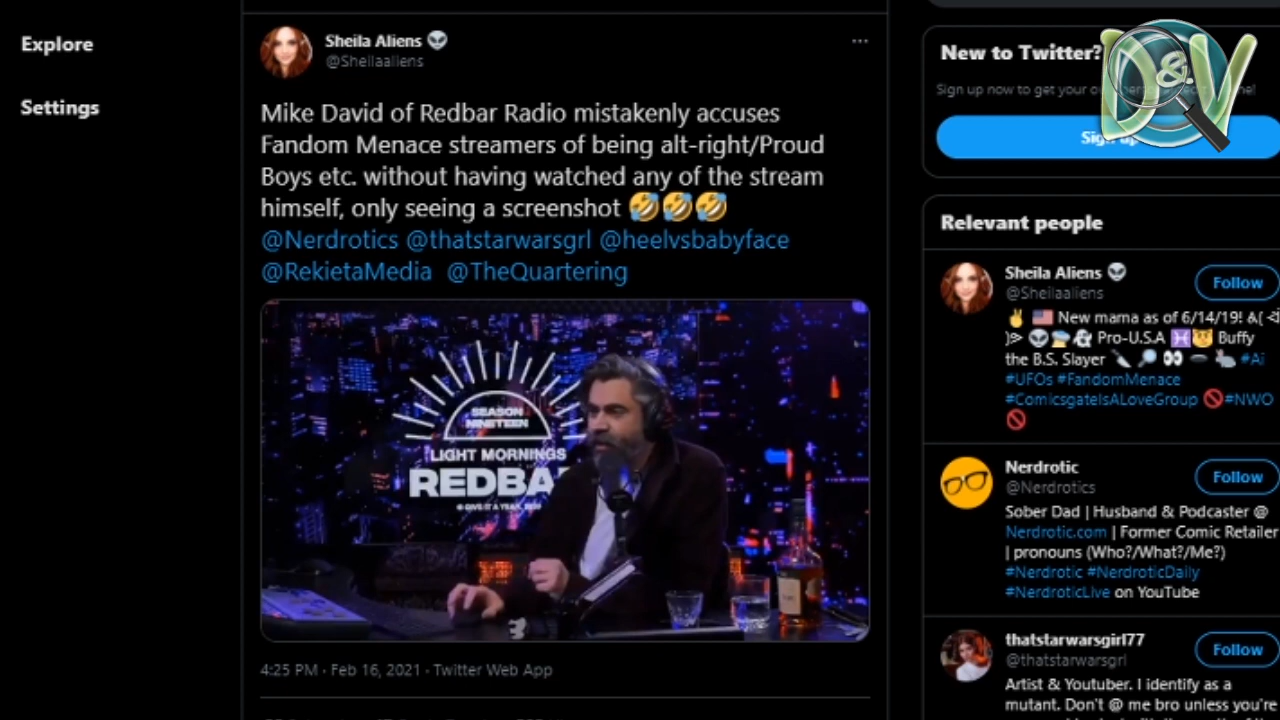 Explore
Settings
Sheila Aliens 👽
@Sheilaaliens
Mike David of Redbar Radio mistakenly accuses
Fandom Menace streamers of being alt-right/Proud
Boys etc. without having watched any of the stream
himself, only seeing a screenshot 🤣🤣🤣
@Nerdrotics @thatstarwarsgrl @heelvsbabyface
@RekietaMedia @TheQuartering
SEASON
NINETEEN
LIGHT MORNINGS
REDBA
4:25 PM · Feb 16, 2021 · Twitter Web App
D&V
New to Twitter?
Sign up now to get your
Sign up
Relevant people
Sheila Aliens 👽
@Sheilaaliens
Follow
New mama as of 6/14/19! &(
)> Pro-U.S.A Buffy
the B.S. Slayer #Ai
#UFOs #FandomMenace
#ComicsgateIsALoveGroup 🚫#NWO
🚫
Nerdrotic
@Nerdrotics
Follow
Sober Dad | Husband & Podcaster @
Nerdrotic.com | Former Comic Retailer
| pronouns (Who?/What?/Me?)
#Nerdrotic #NerdroticDaily
#NerdroticLive on YouTube
thatstarwarsgirl77
@thatstarwarsgrl
Follow
Artist & Youtuber. I identify as a
mutant. Don't @ me bro unless you're